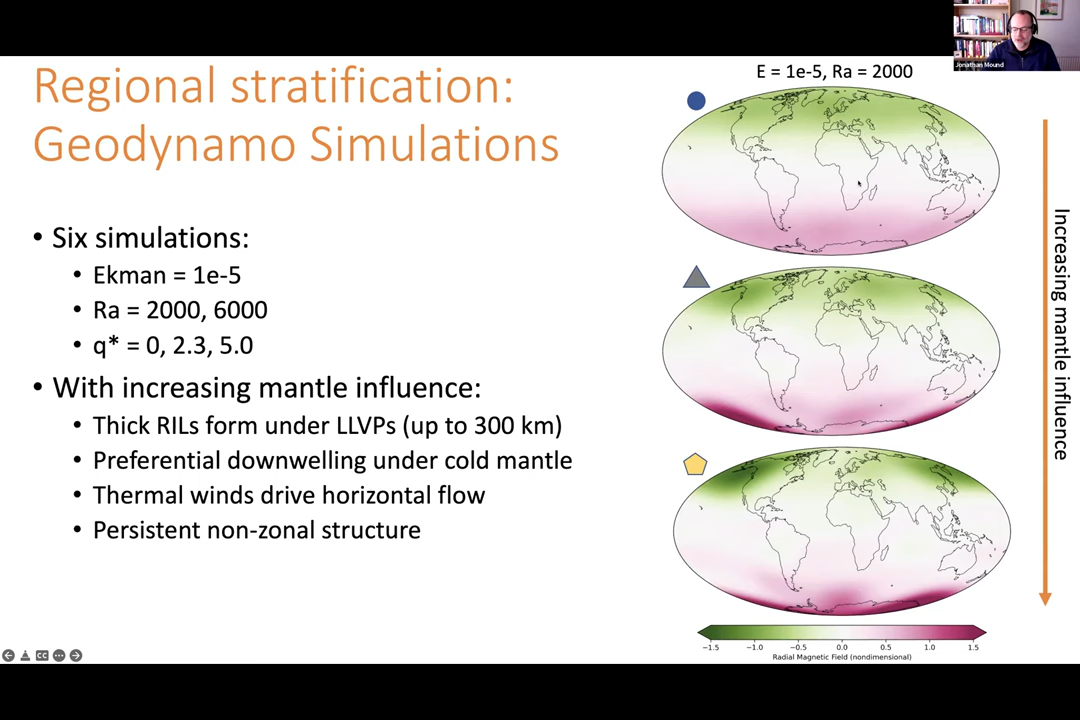 Regional stratification:
Geodynamo Simulations
• Six simulations:
• Ekman = 1e-5
• Ra = 2000, 6000
• q* = 0, 2.3, 5.0
• With increasing mantle influence:
• Thick RILs form under LLVPs (up to 300 km)
• Preferential downwelling under cold mantle
• Thermal winds drive horizontal flow
• Persistent non-zonal structure
E = 1e-5, Ra = 2000
Increasing mantle influence
−1.5 −1.0 −0.5 0.0 0.5 1.0 1.5
Radial Magnetic Field (nondimensional)
Jonathan Mound
CC